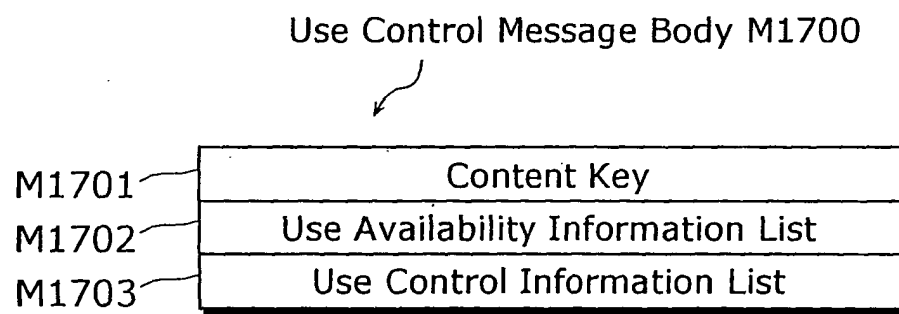 Use Control Message Body M1700
M1701 Content Key
M1702 Use Availability Information List
M1703 Use Control Information List